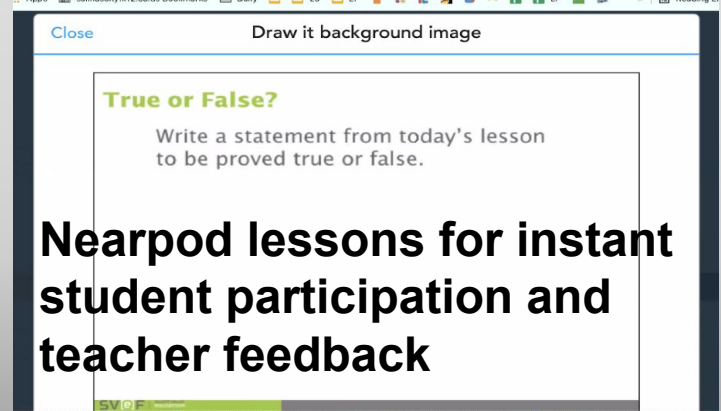 Close
Draw it background image
True or False?
Write a statement from today's lesson
to be proved true or false.
Nearpod lessons for instant
student participation and
teacher feedback
SV@F